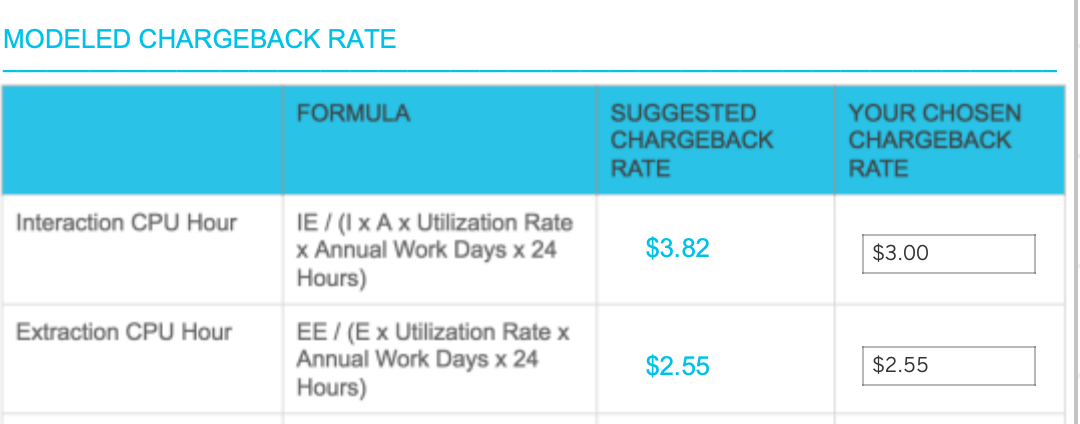 MODELED CHARGEBACK RATE
FORMULA
SUGGESTED
CHARGEBACK
RATE
YOUR CHOSEN
CHARGEBACK
RATE
Interaction CPU Hour
IE / (I x A x Utilization Rate
x Annual Work Days x 24
Hours)
$3.82
$3.00
Extraction CPU Hour
EE / (E x Utilization Rate x
Annual Work Days x 24
Hours)
$2.55
$2.55